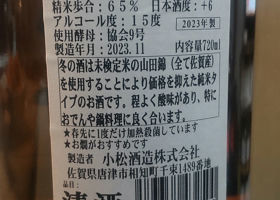 精米歩合：６５％　日本酒度：+6
アルコール度：１５度
2023年製
使用酵母：協会９号
製造年月：2023.11　内容量720ml
冬の酒は未検定米の山田錦（全て佐賀産）
を使用することにより価格を抑えた純米タ
イプのお酒です。程よく酸味があり、特に
おでんや鍋料理に良く合います。
★春先に１度だけ加熱殺菌しています
★お燗がおすすめです
製造者　小松酒造株式会社
佐賀県唐津市相知町千束1489番地
品目：清酒